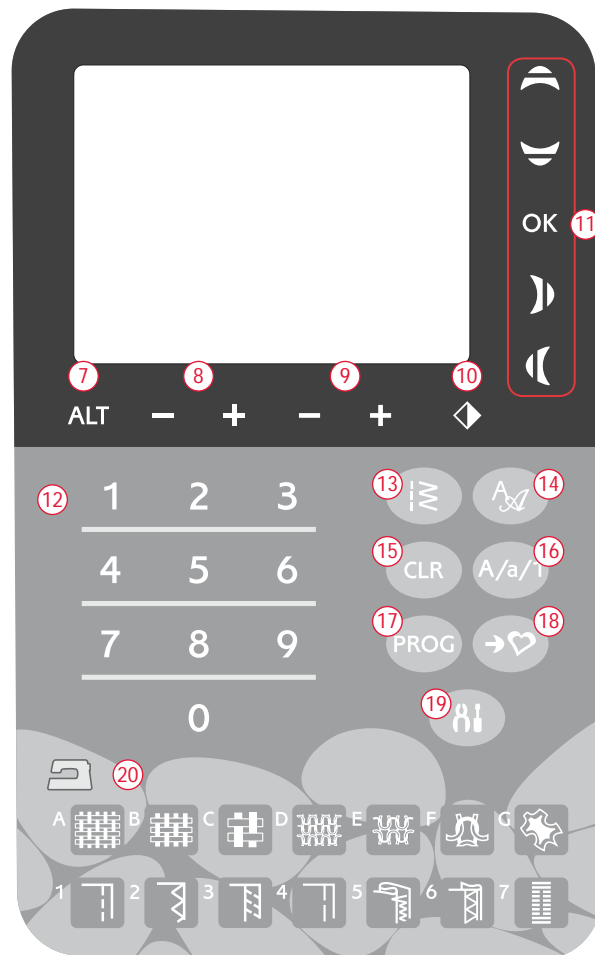 OK 11
7 8 9 10
ALT − + − +
12 1 2 3 13 14
4 5 6 15 CLR A/a/1 16
7 8 9 17 PROG 18
0 19
20
A B C D E F G
1 2 3 4 5 6 7